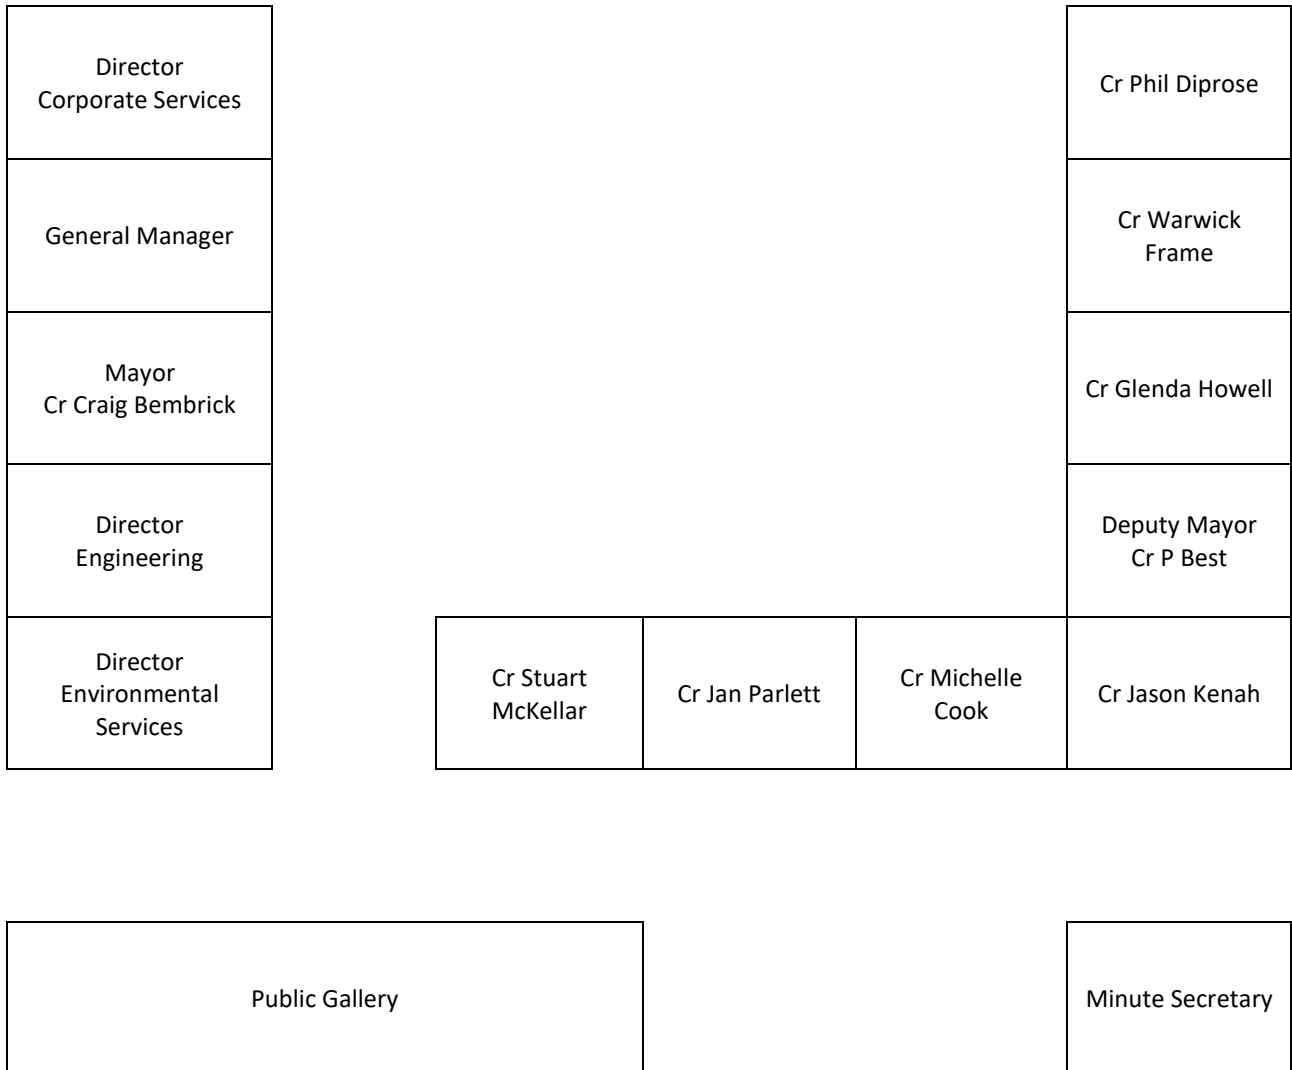 Director
Corporate Services
Cr Phil Diprose
General Manager
Cr Warwick
Frame
Mayor
Cr Craig Bembrick
Cr Glenda Howell
Director
Engineering
Deputy Mayor
Cr P Best
Director
Environmental
Services
Cr Stuart
McKellar
Cr Jan Parlett
Cr Michelle
Cook
Cr Jason Kenah
Public Gallery
Minute Secretary